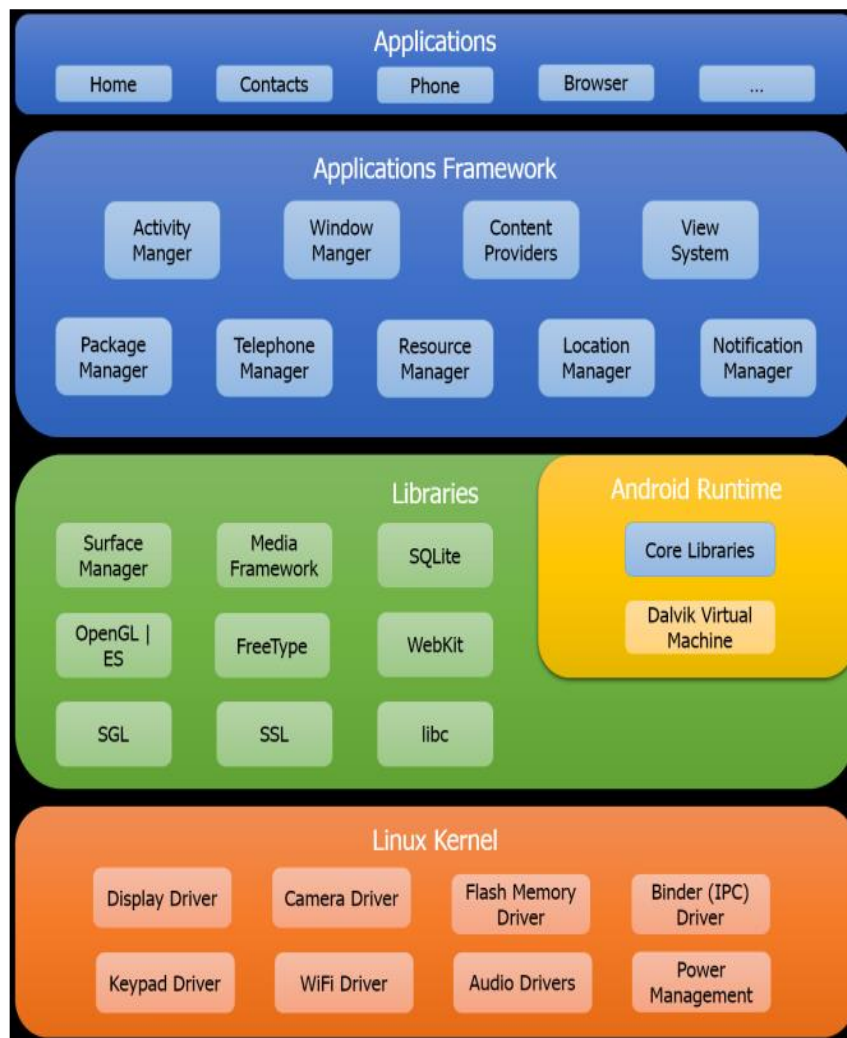 Applications
Home
Contacts
Phone
Browser
...
Applications Framework
Activity
Manger
Window
Manger
Content
Providers
View
System
Package
Manager
Telephone
Manager
Resource
Manager
Location
Manager
Notification
Manager
Libraries
Surface
Manager
Media
Framework
SQLite
OpenGL |
ES
FreeType
WebKit
SGL
SSL
libc
Android Runtime
Core Libraries
Dalvik Virtual
Machine
Linux Kernel
Display Driver
Camera Driver
Flash Memory
Driver
Binder (IPC)
Driver
Keypad Driver
WiFi Driver
Audio Drivers
Power
Management